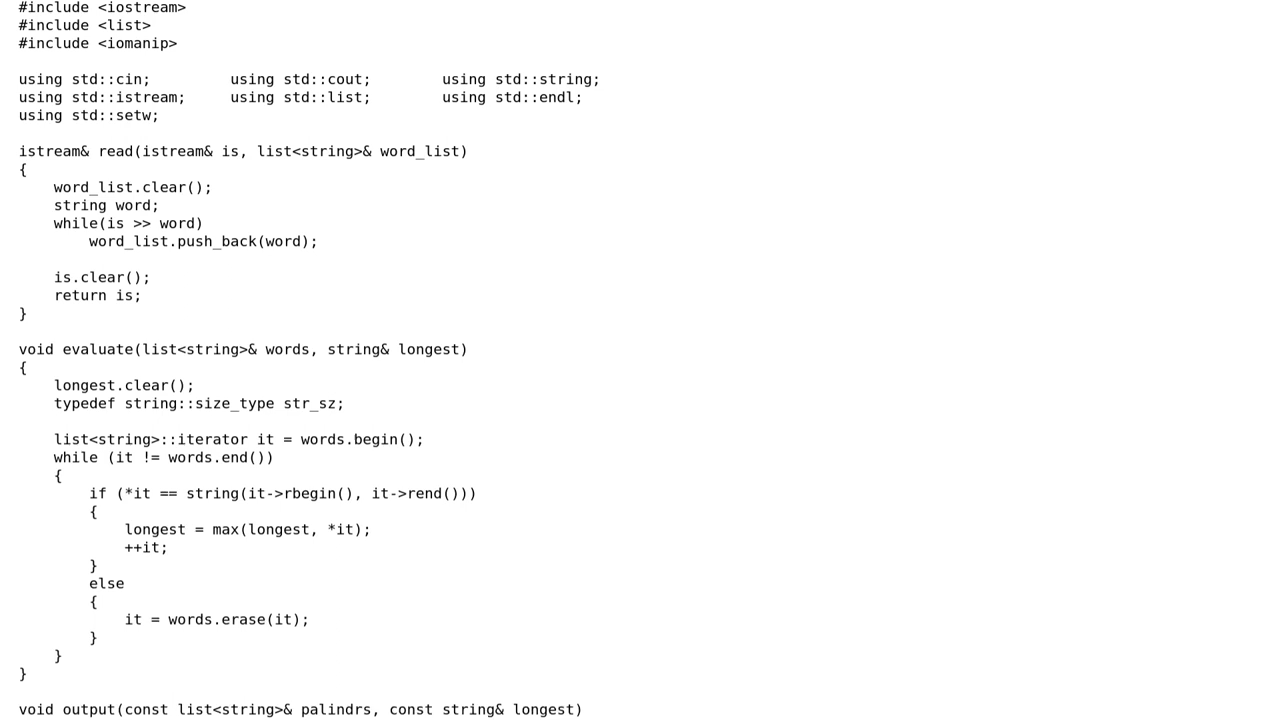 #include <iostream>
#include <list>
#include <iomanip>

using std::cin;         using std::cout;        using std::string;
using std::istream;     using std::list;        using std::endl;
using std::setw;

istream& read(istream& is, list<string>& word_list)
{
    word_list.clear();
    string word;
    while(is >> word)
        word_list.push_back(word);

    is.clear();
    return is;
}

void evaluate(list<string>& words, string& longest)
{
    longest.clear();
    typedef string::size_type str_sz;

    list<string>::iterator it = words.begin();
    while (it != words.end())
    {
        if (*it == string(it->rbegin(), it->rend()))
        {
            longest = max(longest, *it);
            ++it;
        }
        else
        {
            it = words.erase(it);
        }
    }
}

void output(const list<string>& palindrs, const string& longest)